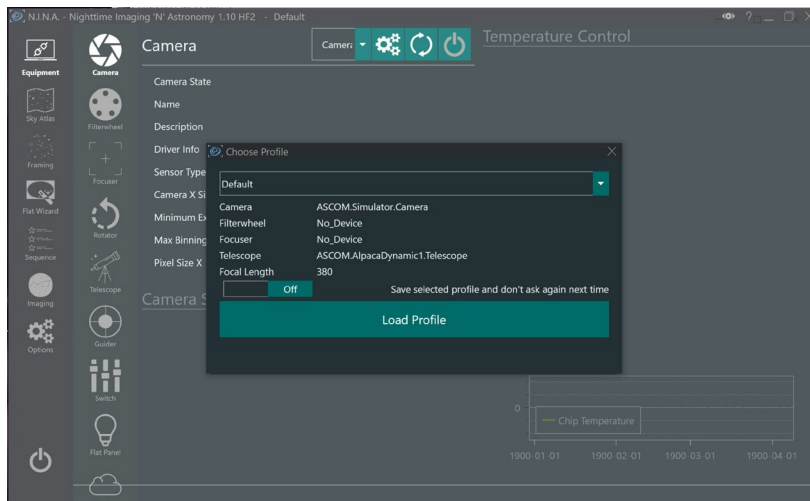 N.I.N.A. - Nighttime Imaging 'N' Astronomy 1.10 HF2 - Default
Equipment
Sky Atlas
Framing
Flat Wizard
Sequence
Imaging
Options
Camera
Filterwheel
Focuser
Rotator
Telescope
Guider
Switch
Flat Panel
Camera
Camera
Temperature Control
Camera State
Name
Description
Driver Info
Sensor Type
Camera X Si
Minimum Ex
Max Binning
Pixel Size X
Camera S
Choose Profile
Default
Camera ASCOM.Simulator.Camera
Filterwheel No_Device
Focuser No_Device
Telescope ASCOM.AlpacaDynamic1.Telescope
Focal Length 380
Off Save selected profile and don't ask again next time
Load Profile
0
Chip Temperature
1900-01-01 1900-02-01 1900-03-01 1900-04-01